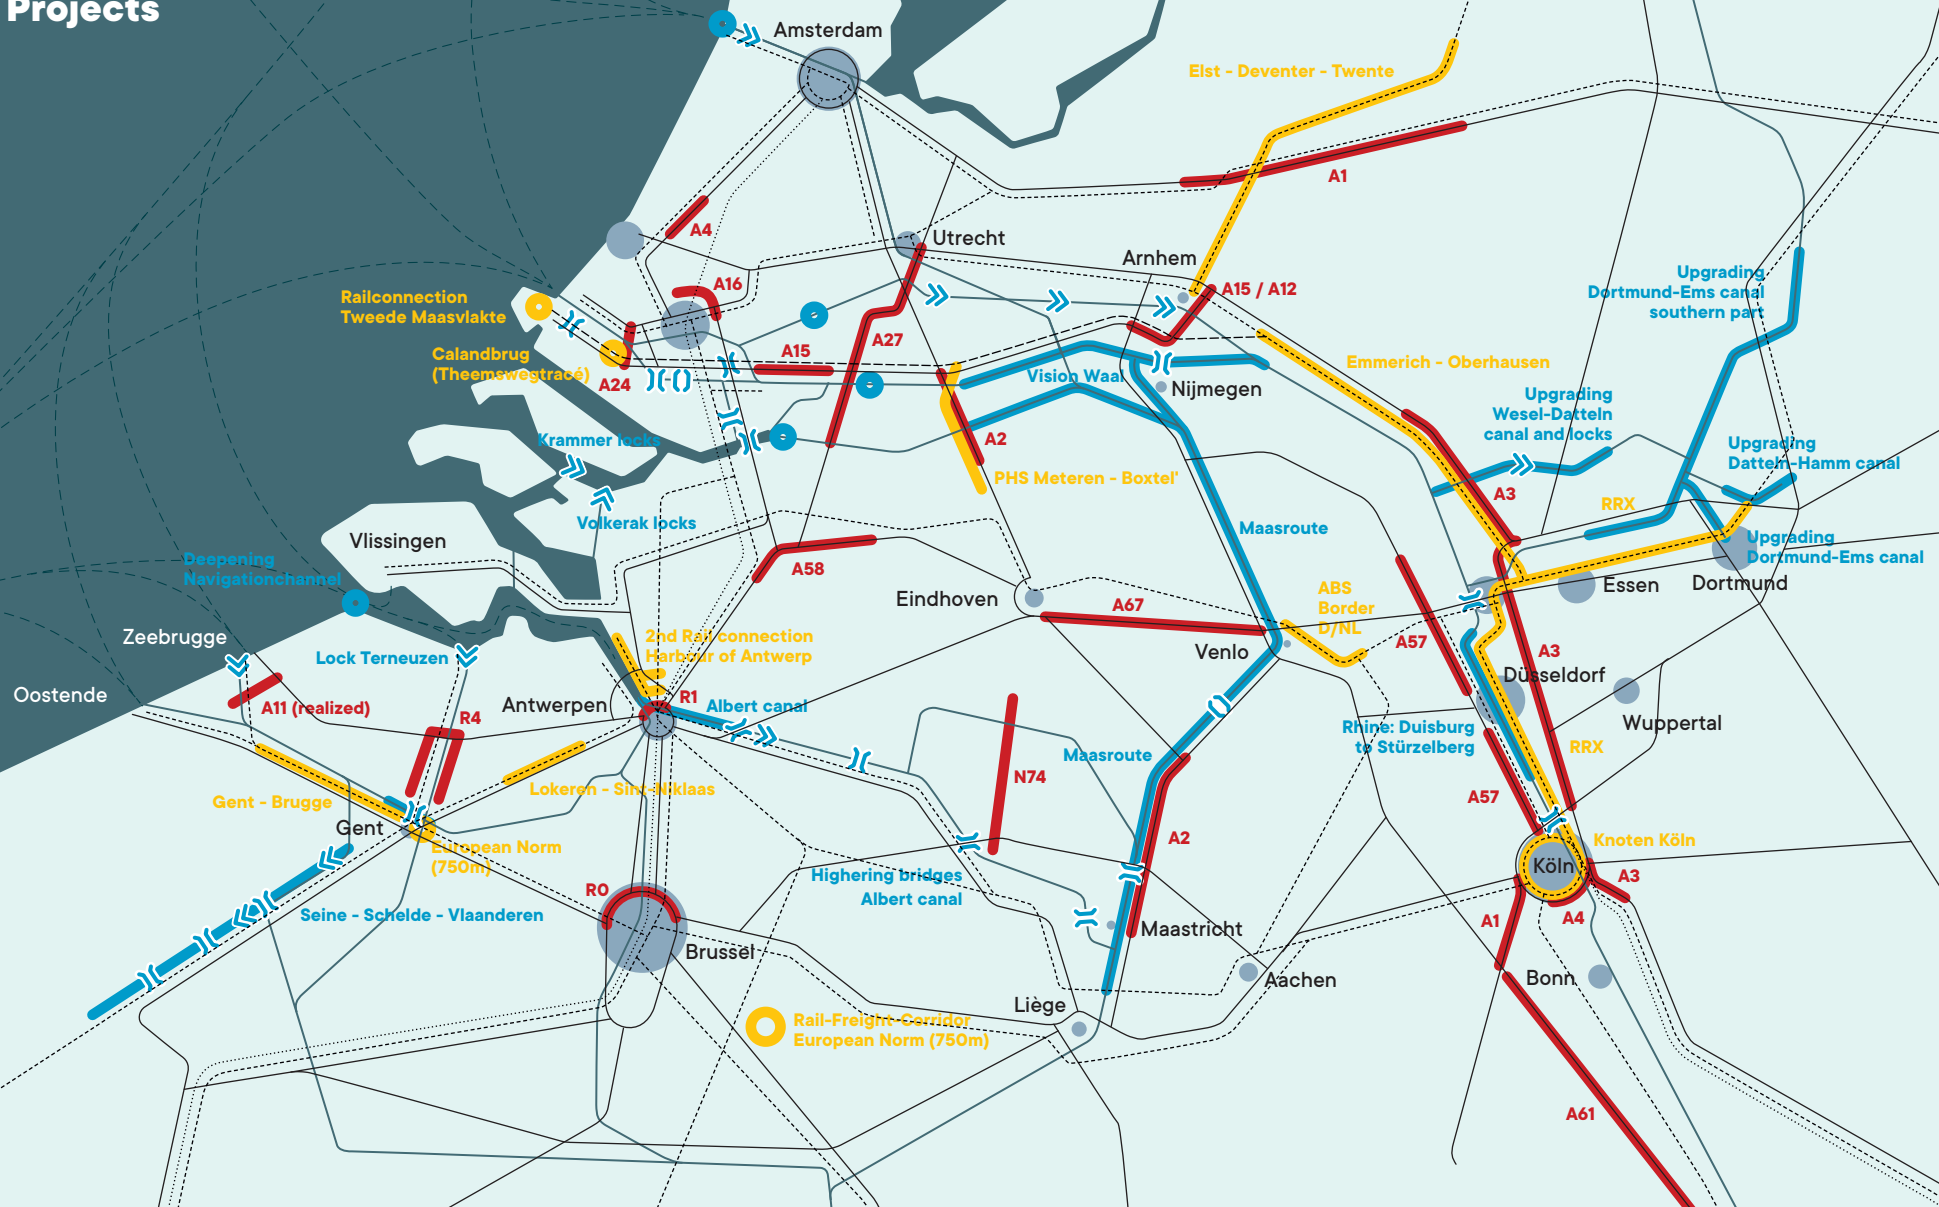 Projects
Amsterdam
Elst - Deventer - Twente
A1
A4
Utrecht
Arnhem
A16
A15 / A12
Upgrading
Dortmund-Ems canal
southern part
Railconnection
Tweede Maasvlakte
Calandbrug
(Theemswegtracé)
A24
A15
A27
Emmerich - Oberhausen
Vision Waal
Nijmegen
Upgrading
Wesel-Datteln
canal and locks
Krammer locks
A2
Upgrading
Datteln-Hamm canal
PHS Meteren - Boxtel'
A3
RRX
Volkerak locks
Maasroute
Vlissingen
Upgrading
Dortmund-Ems canal
Deepening
Navigationchannel
A58
Essen
Dortmund
Eindhoven
A67
ABS
Border
D/NL
Zeebrugge
2nd Rail connection
Harbour of Antwerp
A57
Lock Terneuzen
Venlo
A3
Düsseldorf
Oostende
A11 (realized)
R4
Antwerpen
R1
Albert canal
Wuppertal
Rhine: Duisburg
to Stürzelberg
Maasroute
RRX
N74
Lokeren - Sint-Niklaas
A57
Gent - Brugge
Gent
A2
Knoten Köln
European Norm
(750m)
Köln
Highering bridges
Albert canal
R0
A3
Seine - Schelde - Vlaanderen
A1
A4
Maastricht
Brussel
Aachen
Bonn
Liège
Rail-Freight-Corridor
European Norm (750m)
A61